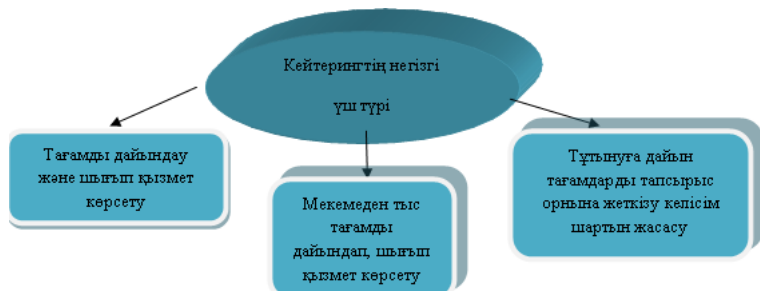 Кейтерингтің негізгі
үш түрі
Тағамды дайындау
және шығып қызмет
көрсету
Мекемеден тыс
тағамды
дайындап, шығып
қызмет көрсету
Тұтынуға дайын
тағамдарды тапсырыс
орнына жеткізу келісім
шартын жасасу